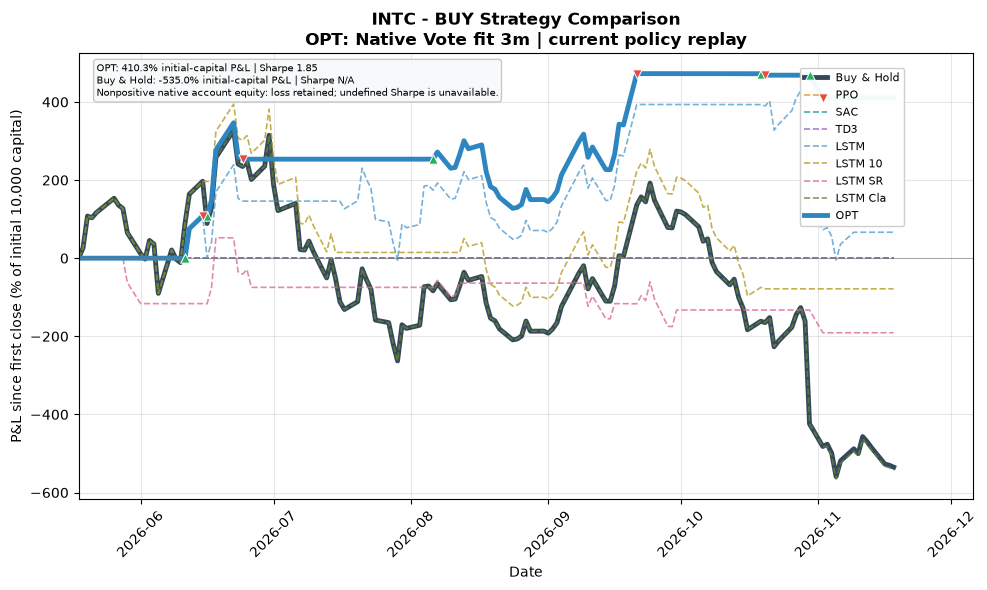 INTC - BUY Strategy Comparison
OPT: Native Vote fit 3m | current policy replay
OPT: 410.3% initial-capital P&L | Sharpe 1.85
Buy & Hold: -535.0% initial-capital P&L | Sharpe N/A
Nonpositive native account equity: loss retained; undefined Sharpe is unavailable.
Buy & Hold
PPO
SAC
TD3
LSTM
LSTM 10
LSTM SR
LSTM Cla
OPT
P&L since first close (% of initial 10,000 capital)
400
200
0
−200
−400
−600
2026-06
2026-07
2026-08
2026-09
2026-10
2026-11
2026-12
Date